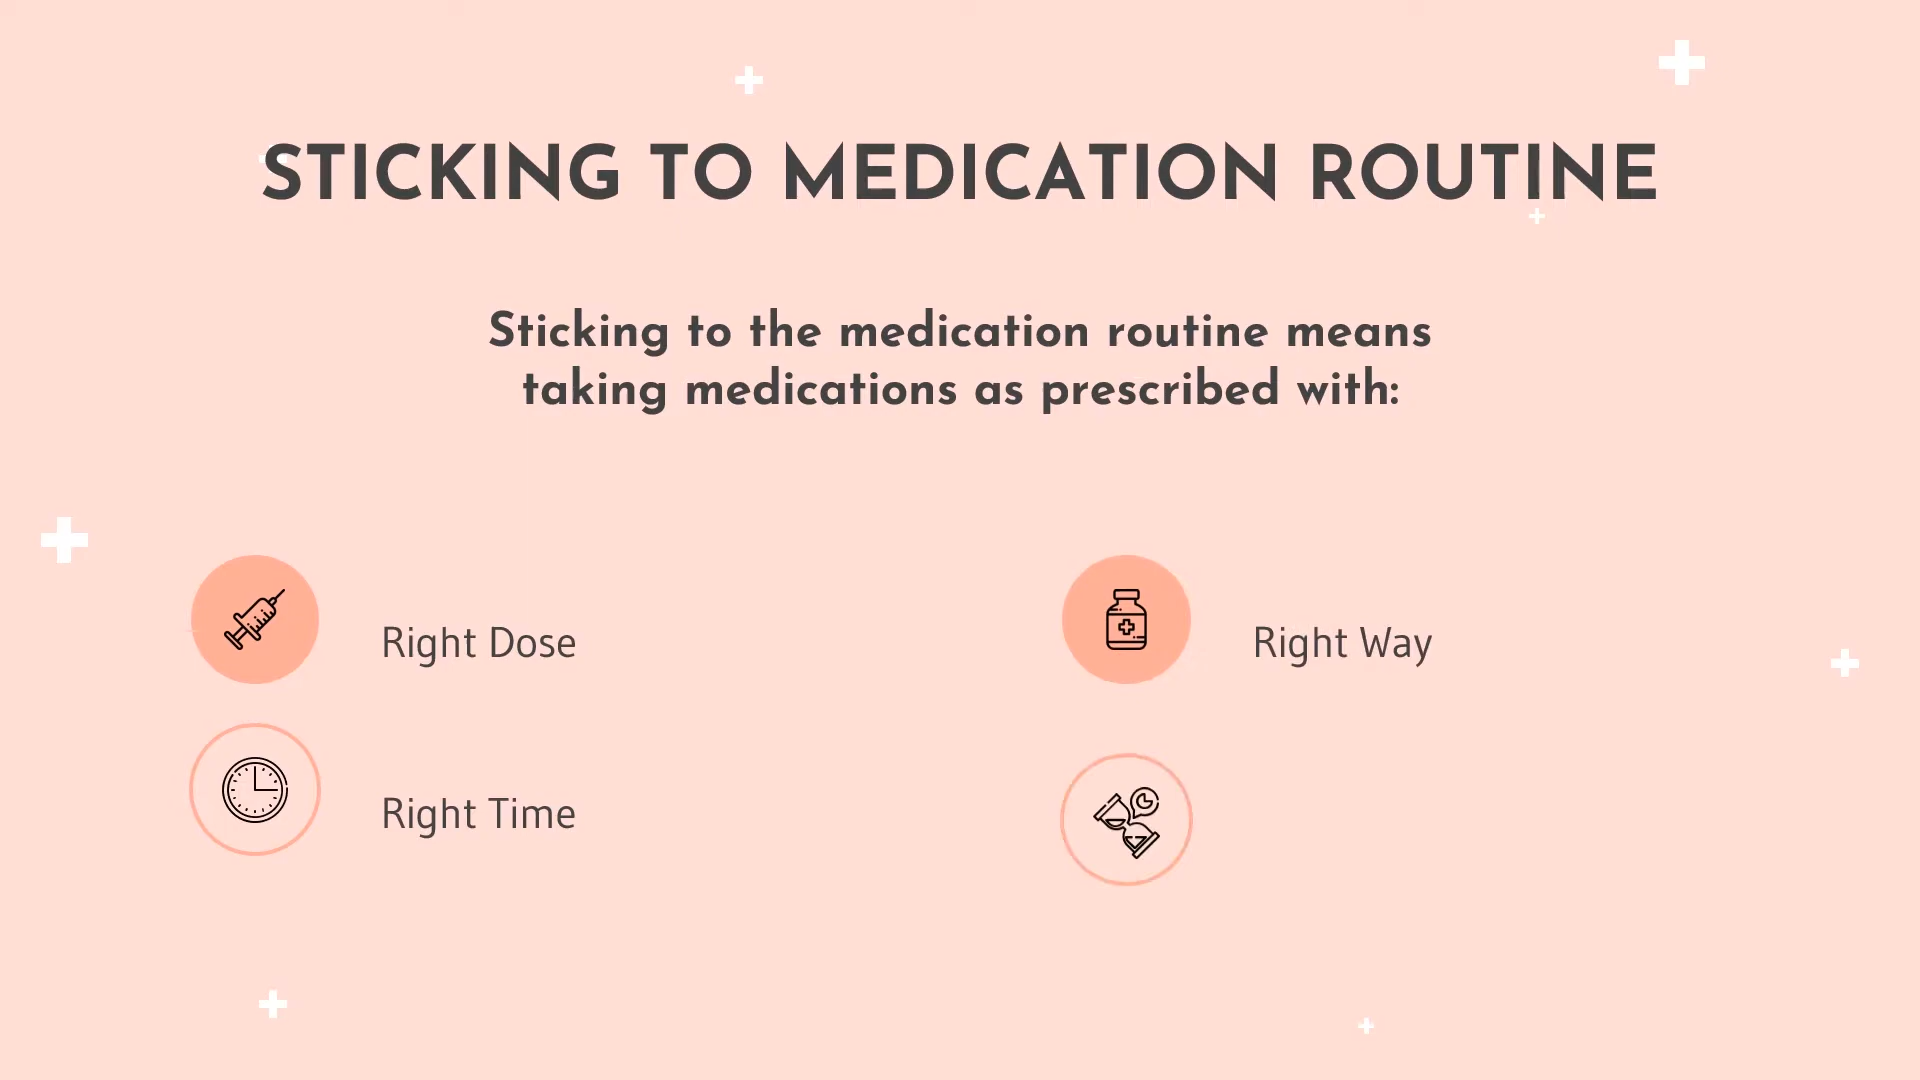 STICKING TO MEDICATION ROUTINE
Sticking to the medication routine means
taking medications as prescribed with:
Right Dose
Right Way
Right Time